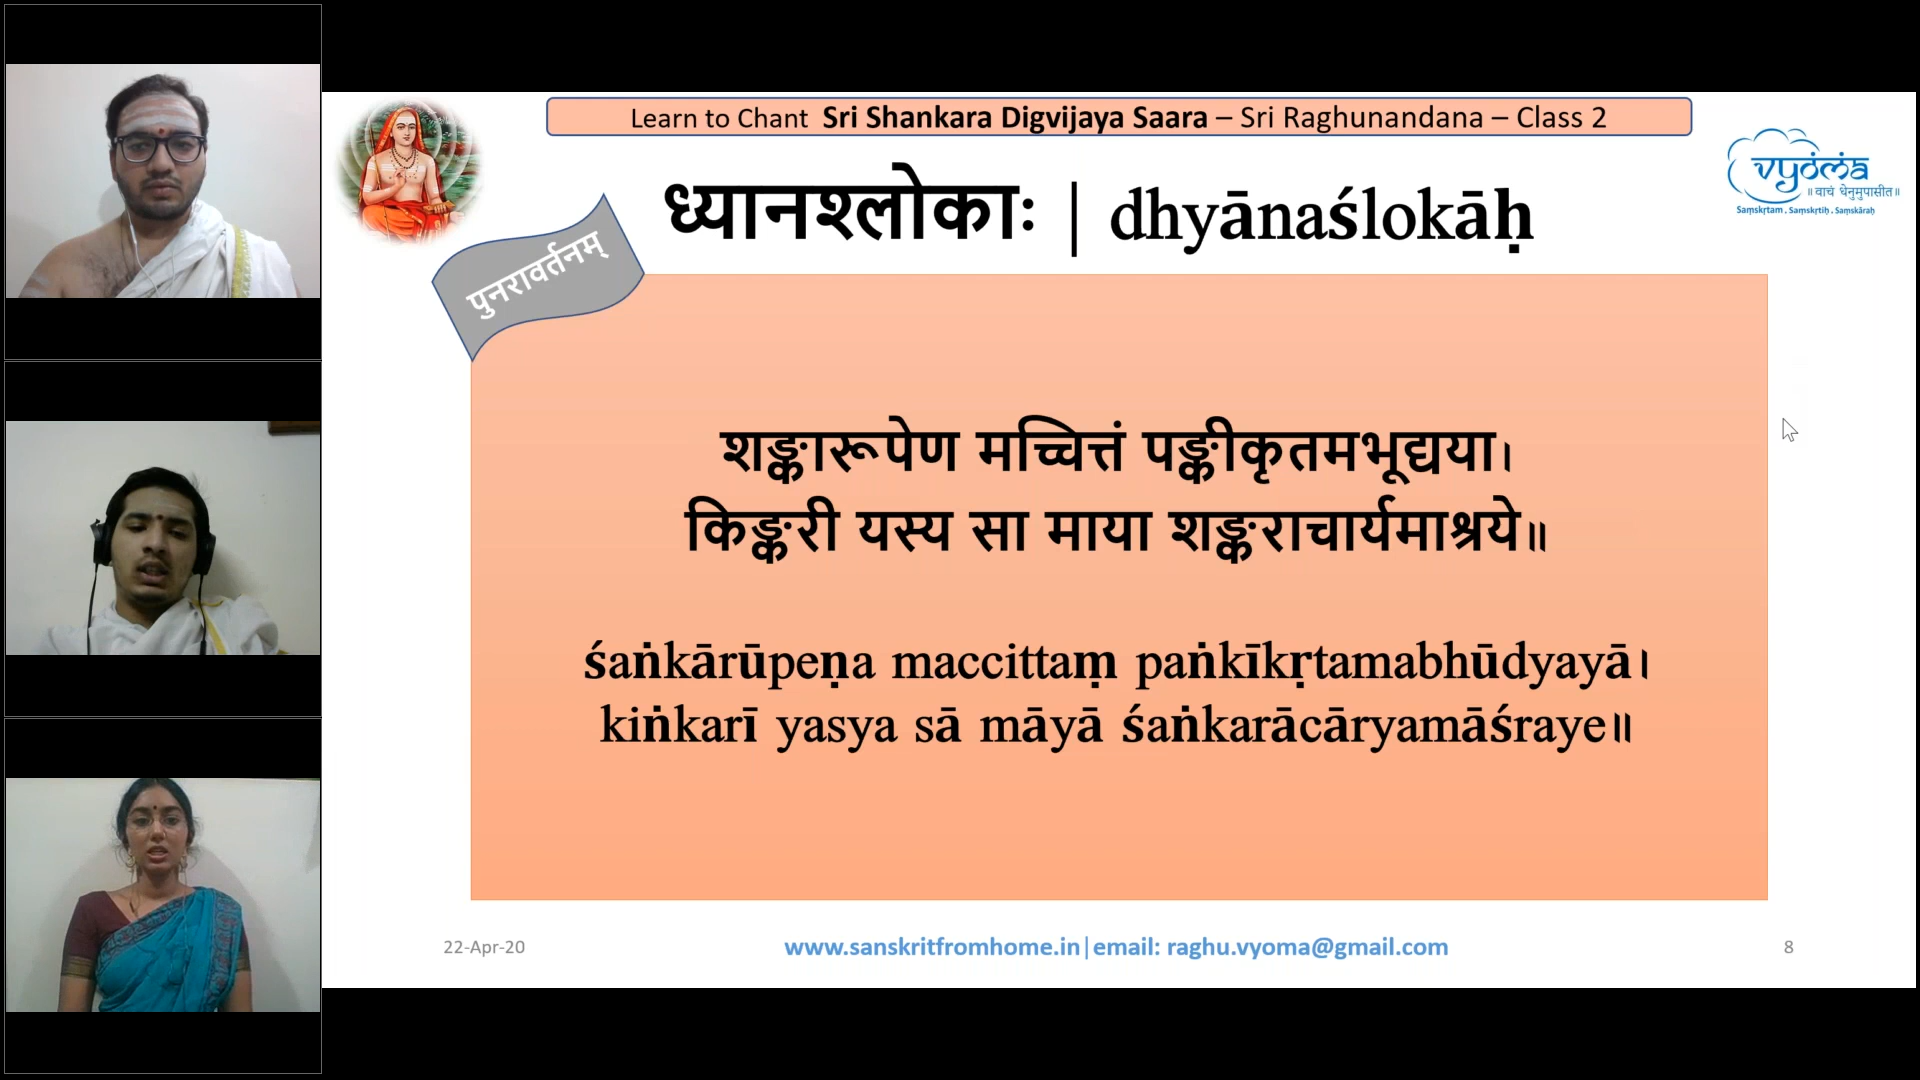 Learn to Chant Sri Shankara Digvijaya Saara – Sri Raghunandana – Class 2
vyoma
॥ वाचं धेनुमुपासीत॥
Saṃskṛtam . Saṃskṛtiḥ . Saṃskāraḥ
ध्यानश्लोकाः | dhyānaślokāḥ
पुनरावर्तनम्
शङ्कारूपेण मच्चित्तं पङ्कीकृतमभूद्यया।
किङ्करी यस्य सा माया शङ्कराचार्यमाश्रये॥
śaṅkārūpeṇa maccittaṃ paṅkīkṛtamabhūdyayā।
kiṅkarī yasya sā māyā śaṅkarācāryamāśraye॥
22-Apr-20
www.sanskritfromhome.in|email: raghu.vyoma@gmail.com
8